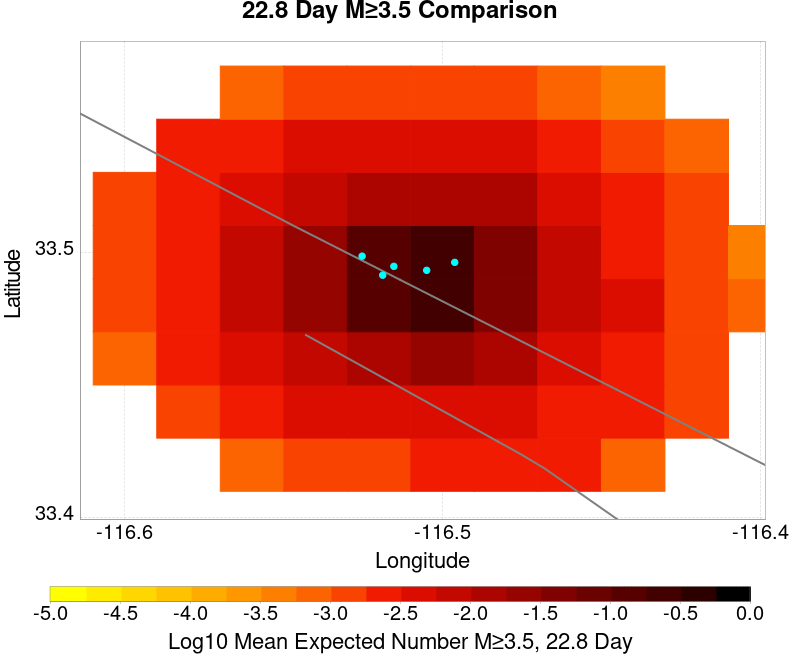 22.8 Day M≥3.5 Comparison
Latitude
33.5
33.4
-116.6 -116.5 -116.4
Longitude
-5.0 -4.5 -4.0 -3.5 -3.0 -2.5 -2.0 -1.5 -1.0 -0.5 0.0
Log10 Mean Expected Number M≥3.5, 22.8 Day